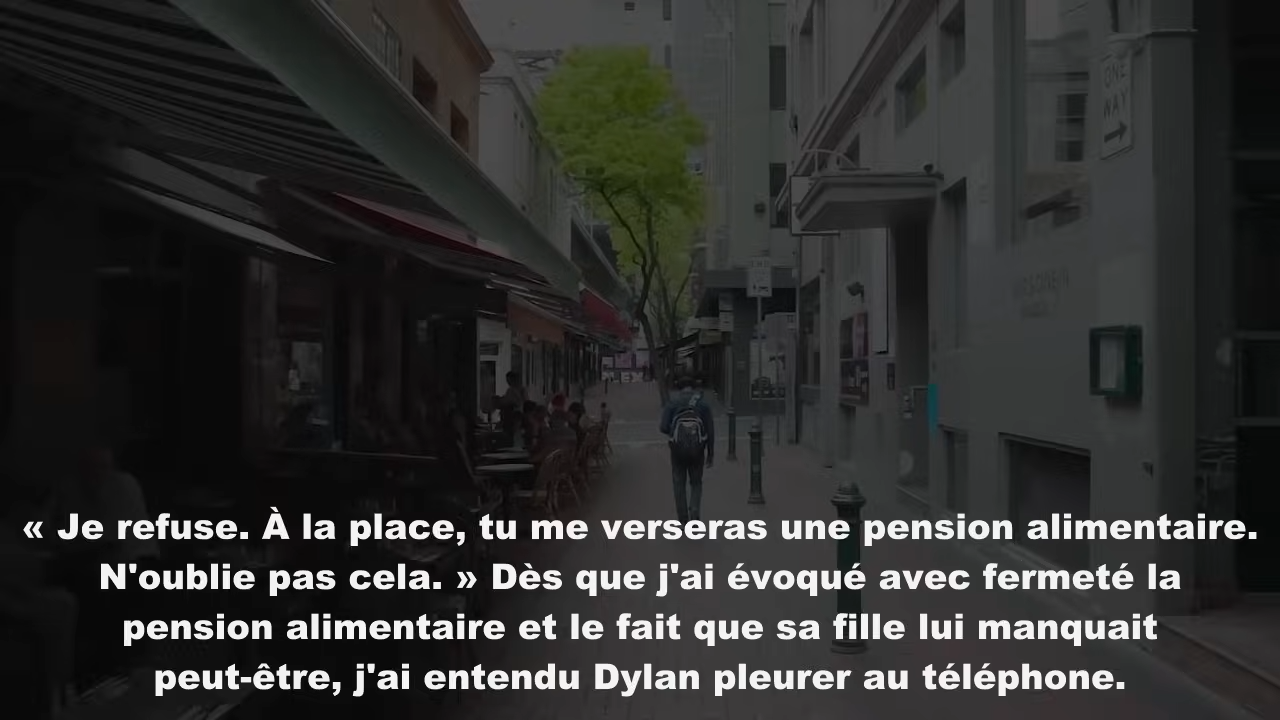 ONE
WAY
« Je refuse. À la place, tu me verseras une pension alimentaire.
N'oublie pas cela. » Dès que j'ai évoqué avec fermeté la
pension alimentaire et le fait que sa fille lui manquait
peut-être, j'ai entendu Dylan pleurer au téléphone.